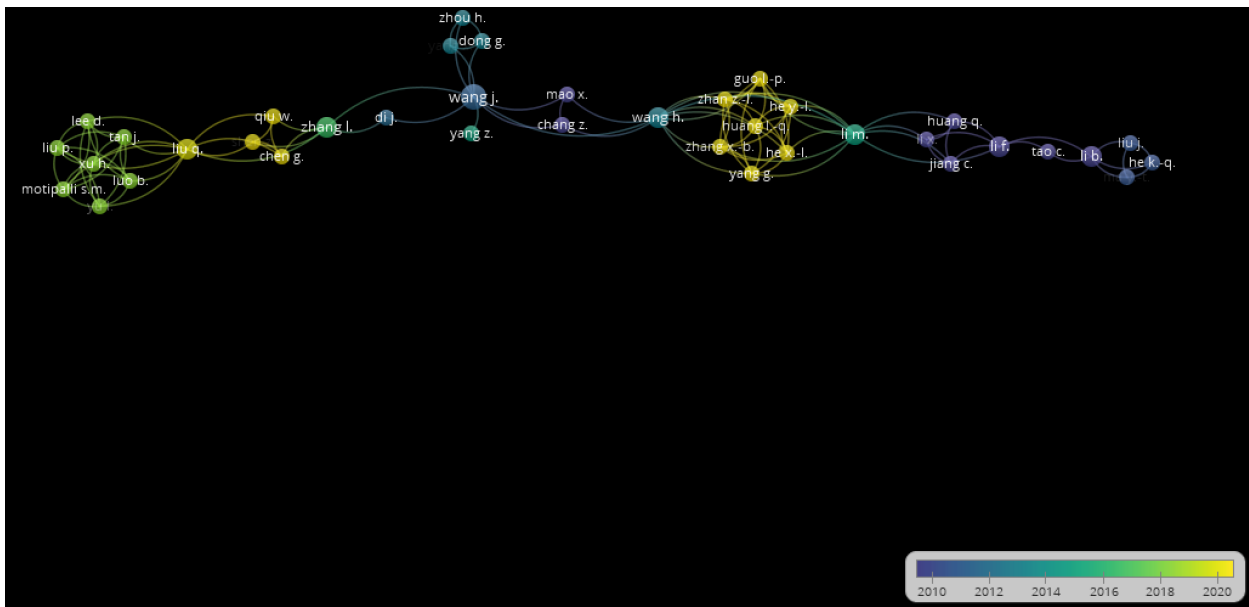 zhou h.
dong g.
wang j.
mao x.
chang z.
yang z.
di j.
zhang l.
qiu w.
chen g.
liu q.
lee d.
tan j.
liu p.
xu h.
luo b.
motipalli s.m.
wang h.
guo l.-p.
zhan z.-l.
he y.-l.
huang l.-q.
zhang x.-b.
he x.-l.
yang g.
li m.
huang q.
li x.
jiang c.
li f.
tao c.
li b.
liu j.
he k.-q.
2010 2012 2014 2016 2018 2020